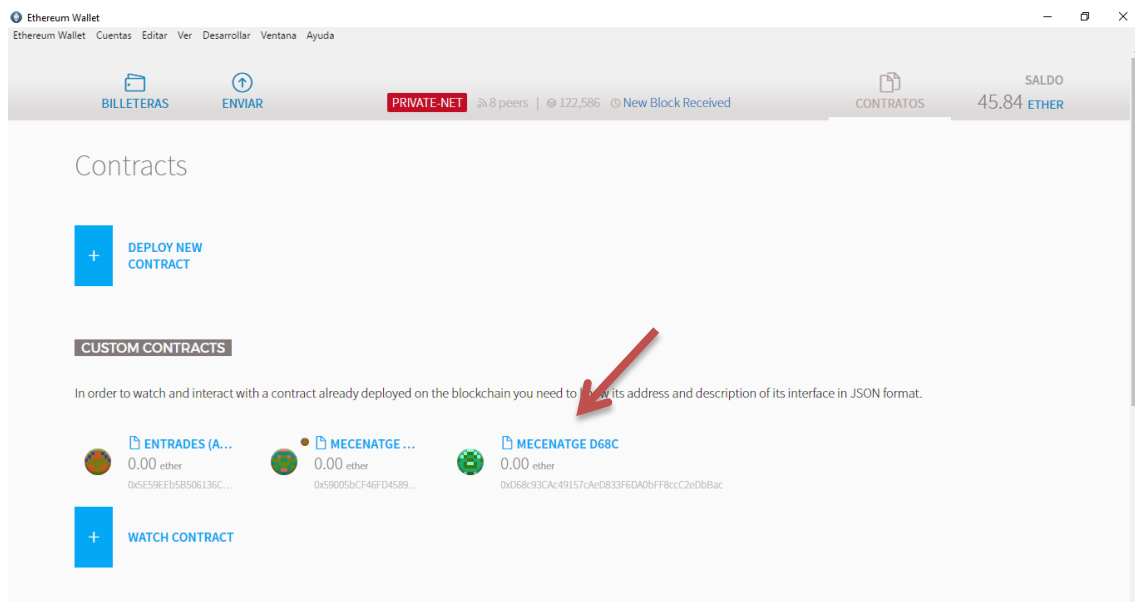 Ethereum Wallet
Ethereum Wallet Cuentas Editar Ver Desarrollar Ventana Ayuda
BILLETERAS
ENVIAR
PRIVATE-NET 8 peers | 122,586 New Block Received
CONTRATOS
SALDO
45.84 ETHER
Contracts
+
DEPLOY NEW
CONTRACT
CUSTOM CONTRACTS
In order to watch and interact with a contract already deployed on the blockchain you need to its address and description of its interface in JSON format.
ENTRADES (A...
0.00 ether
0x5E59EEb5B506136C...
MECENATGE ...
0.00 ether
0x59005bCF46FD4589...
MECENATGE D68C
0.00 ether
0xD68c93CAc49157cAeD833F6DA0bFF8ccC2eDbBac
+
WATCH CONTRACT